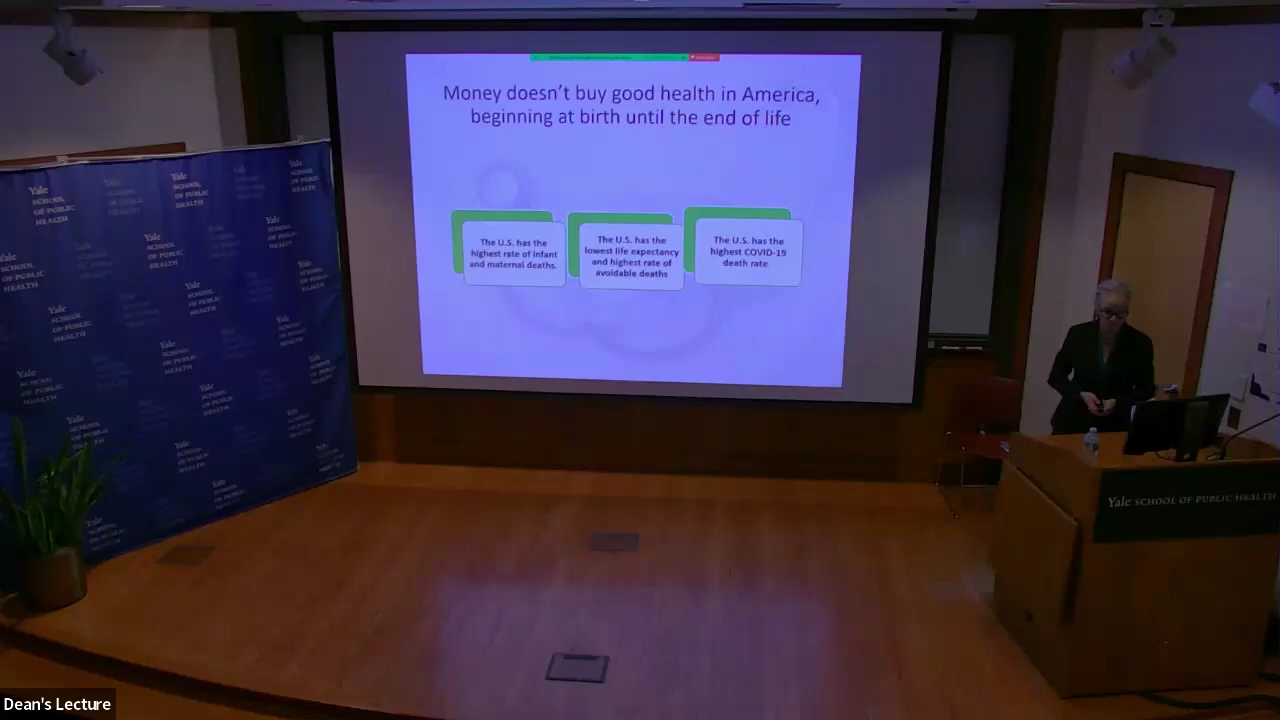 Money doesn't buy good health in America,
beginning at birth until the end of life
The U.S. has the
highest rate of infant
and maternal deaths.
The U.S. has the
lowest life expectancy
and highest rate of
avoidable deaths
The U.S. has the
highest COVID-19
death rate.
Yale
SCHOOL
OF PUBLIC
HEALTH
Yale SCHOOL OF PUBLIC HEALTH
Dean's Lecture